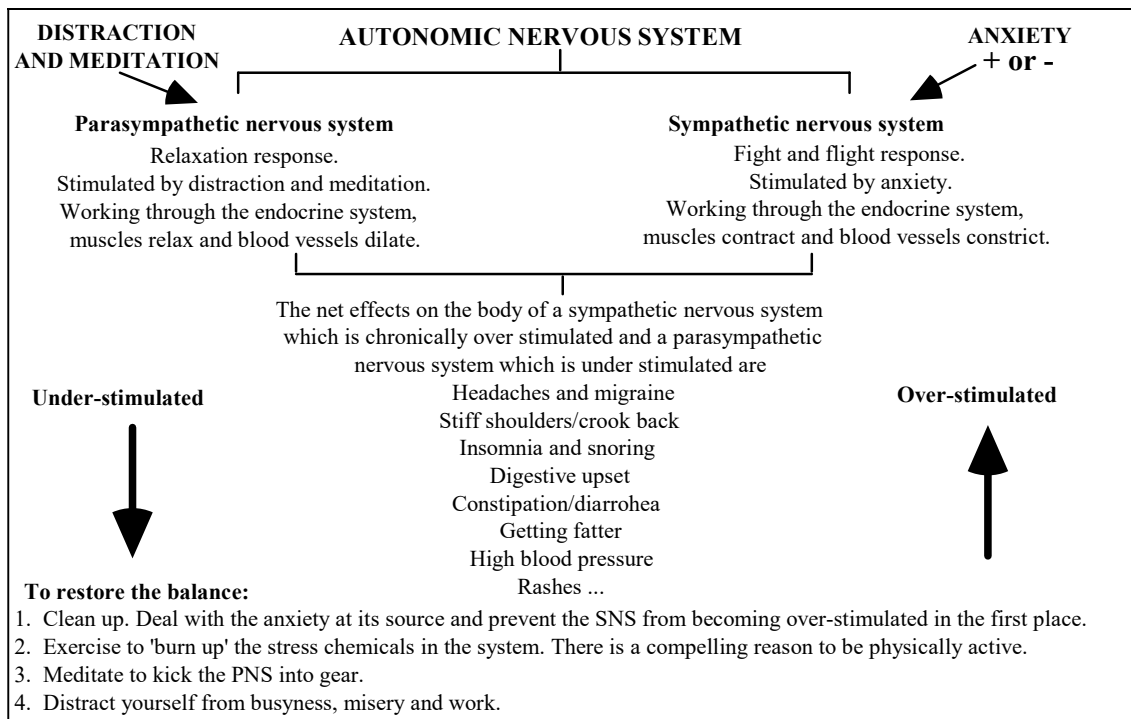 DISTRACTION
AND MEDITATION
AUTONOMIC NERVOUS SYSTEM
ANXIETY
+ or -
Parasympathetic nervous system
Relaxation response.
Stimulated by distraction and meditation.
Working through the endocrine system,
muscles relax and blood vessels dilate.
Sympathetic nervous system
Fight and flight response.
Stimulated by anxiety.
Working through the endocrine system,
muscles contract and blood vessels constrict.
The net effects on the body of a sympathetic nervous system
which is chronically over stimulated and a parasympathetic
nervous system which is under stimulated are
Headaches and migraine
Stiff shoulders/crook back
Insomnia and snoring
Digestive upset
Constipation/diarrohea
Getting fatter
High blood pressure
Rashes ...
Under-stimulated
Over-stimulated
To restore the balance:
1. Clean up. Deal with the anxiety at its source and prevent the SNS from becoming over-stimulated in the first place.
2. Exercise to 'burn up' the stress chemicals in the system. There is a compelling reason to be physically active.
3. Meditate to kick the PNS into gear.
4. Distract yourself from busyness, misery and work.